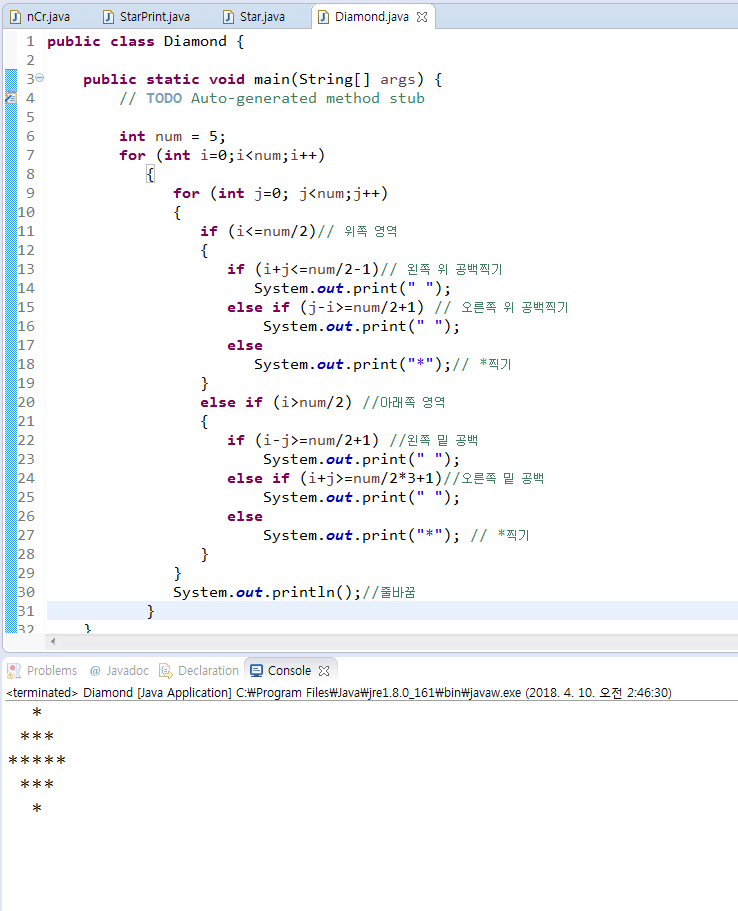 nCr.java StarPrint.java Star.java Diamond.java
1 public class Diamond {
2
3 public static void main(String[] args) {
4 // TODO Auto-generated method stub
5
6 int num = 5;
7 for (int i=0;i<num;i++)
8 {
9 for (int j=0; j<num;j++)
10 {
11 if (i<=num/2)// 위쪽 영역
12 {
13 if (i+j<=num/2-1)// 왼쪽 위 공백찍기
14 System.out.print(" ");
15 else if (j-i>=num/2+1) // 오른쪽 위 공백찍기
16 System.out.print(" ");
17 else
18 System.out.print("*");// *찍기
19 }
20 else if (i>num/2) //아래쪽 영역
21 {
22 if (i-j>=num/2+1) //왼쪽 밑 공백
23 System.out.print(" ");
24 else if (i+j>=num/2*3+1)//오른쪽 밑 공백
25 System.out.print(" ");
26 else
27 System.out.print("*"); // *찍기
28 }
29 }
30 System.out.println();//줄바꿈
31 }
32 }
Problems @ Javadoc Declaration Console
<terminated> Diamond [Java Application] C:₩Program Files₩Java₩jre1.8.0_161₩bin₩javaw.exe (2018. 4. 10. 오전 2:46:30)
  *
 ***
*****
 ***
  *